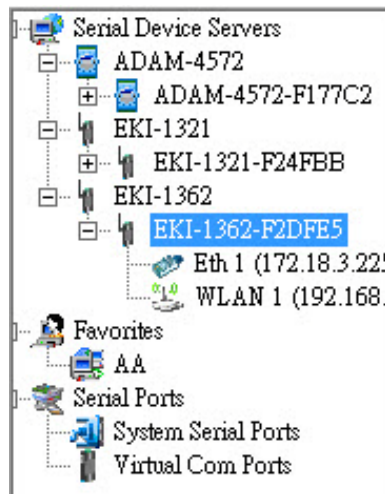 Serial Device Servers
ADAM-4572
ADAM-4572-F177C2
EKI-1321
EKI-1321-F24FBB
EKI-1362
EKI-1362-F2DFE5
Eth 1 (172.18.3.225
WLAN 1 (192.168.
Favorites
AA
Serial Ports
System Serial Ports
Virtual Com Ports